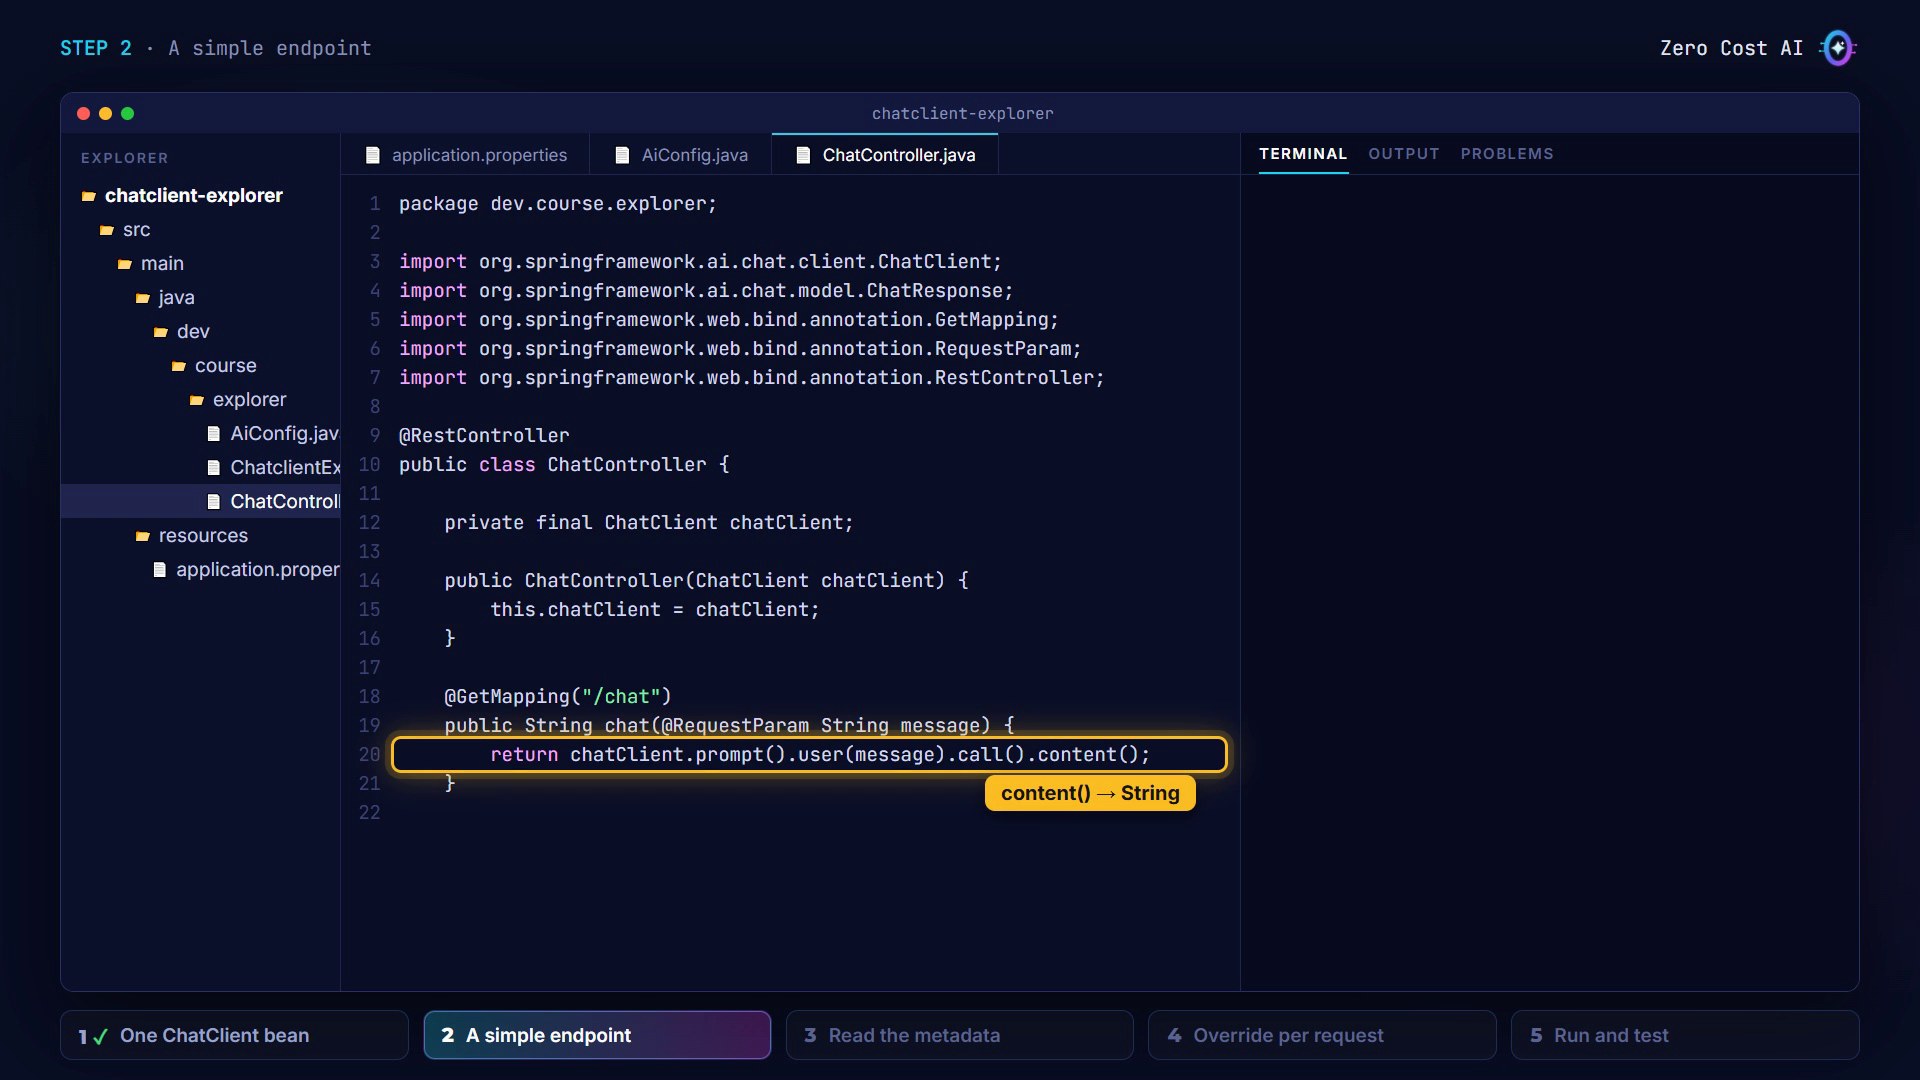 STEP 2 · A simple endpoint
Zero Cost AI
chatclient-explorer
EXPLORER
chatclient-explorer
src
main
java
dev
course
explorer
AiConfig.jav
ChatclientEx
ChatControl
resources
application.proper
application.properties
AiConfig.java
ChatController.java
1 package dev.course.explorer;
2
3 import org.springframework.ai.chat.client.ChatClient;
4 import org.springframework.ai.chat.model.ChatResponse;
5 import org.springframework.web.bind.annotation.GetMapping;
6 import org.springframework.web.bind.annotation.RequestParam;
7 import org.springframework.web.bind.annotation.RestController;
8
9 @RestController
10 public class ChatController {
11
12     private final ChatClient chatClient;
13
14     public ChatController(ChatClient chatClient) {
15         this.chatClient = chatClient;
16     }
17
18     @GetMapping("/chat")
19     public String chat(@RequestParam String message) {
20         return chatClient.prompt().user(message).call().content();
21     }
content() → String
22
TERMINAL OUTPUT PROBLEMS
1 ✓ One ChatClient bean
2 A simple endpoint
3 Read the metadata
4 Override per request
5 Run and test